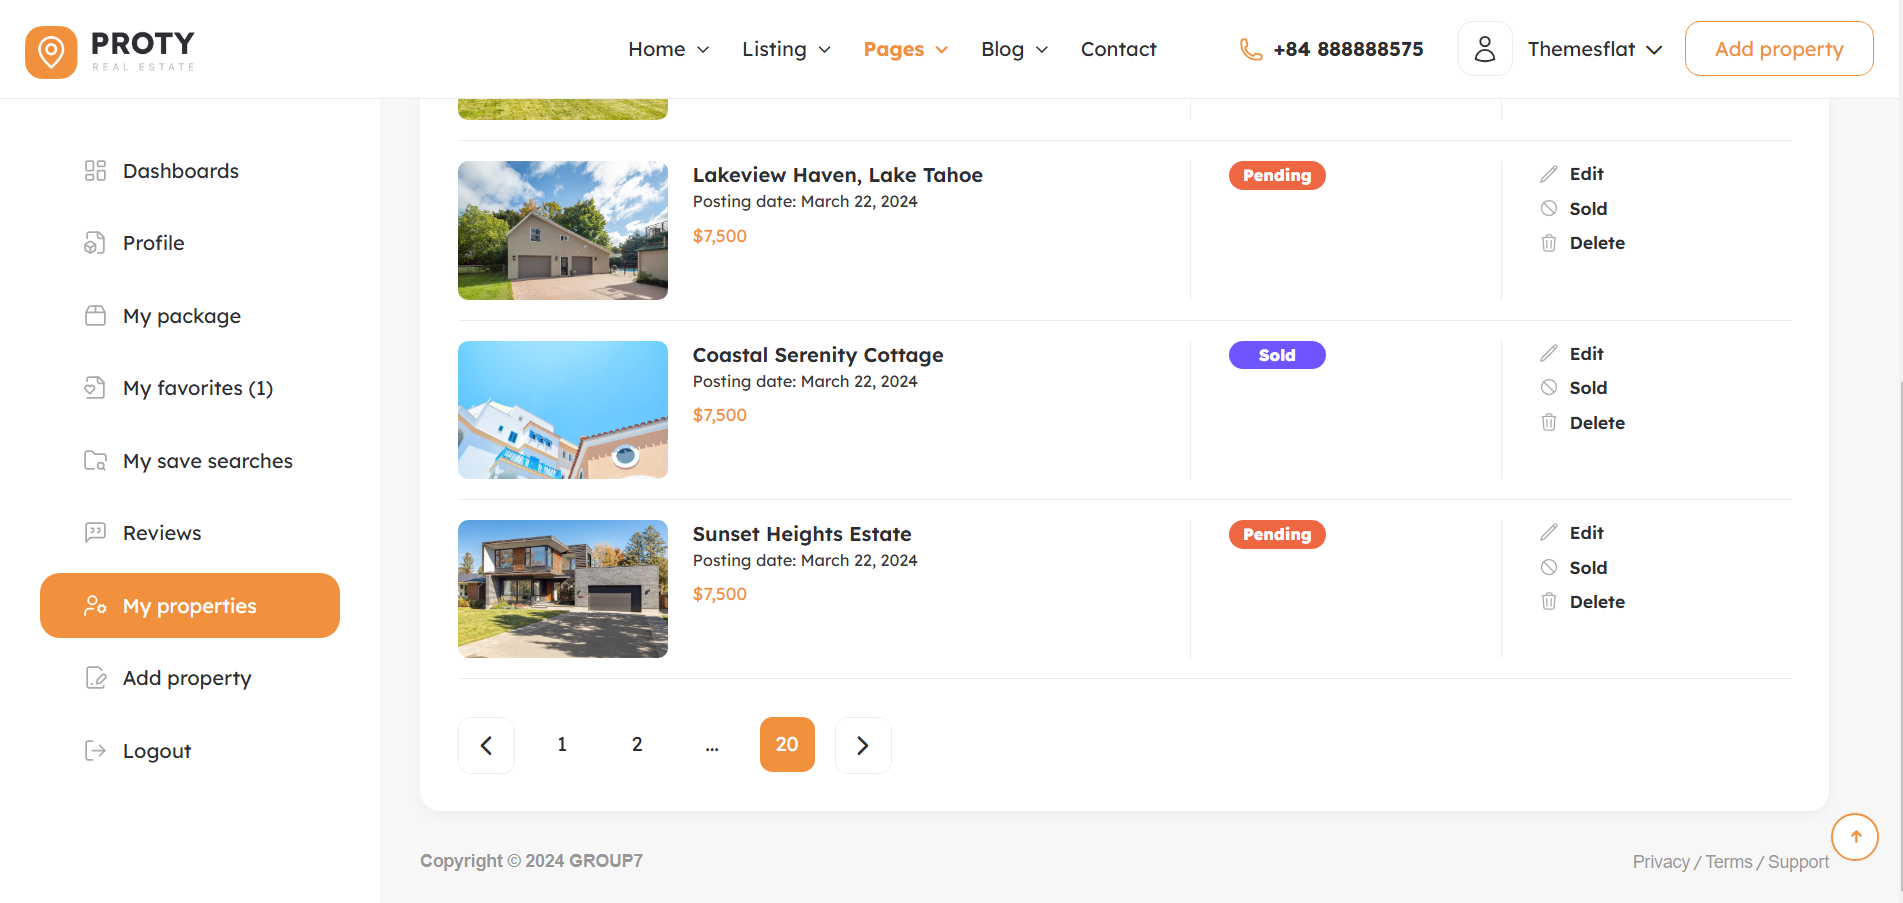 PROTY
REAL ESTATE
Home
Listing
Pages
Blog
Contact
+84 888888575
Themesflat
Add property
Dashboards
Profile
My package
My favorites (1)
My save searches
Reviews
My properties
Add property
Logout
Lakeview Haven, Lake Tahoe
Posting date: March 22, 2024
$7,500
Pending
Edit
Sold
Delete
Coastal Serenity Cottage
Posting date: March 22, 2024
$7,500
Sold
Edit
Sold
Delete
Sunset Heights Estate
Posting date: March 22, 2024
$7,500
Pending
Edit
Sold
Delete
1 2 ... 20
Copyright © 2024 GROUP7
Privacy / Terms / Support